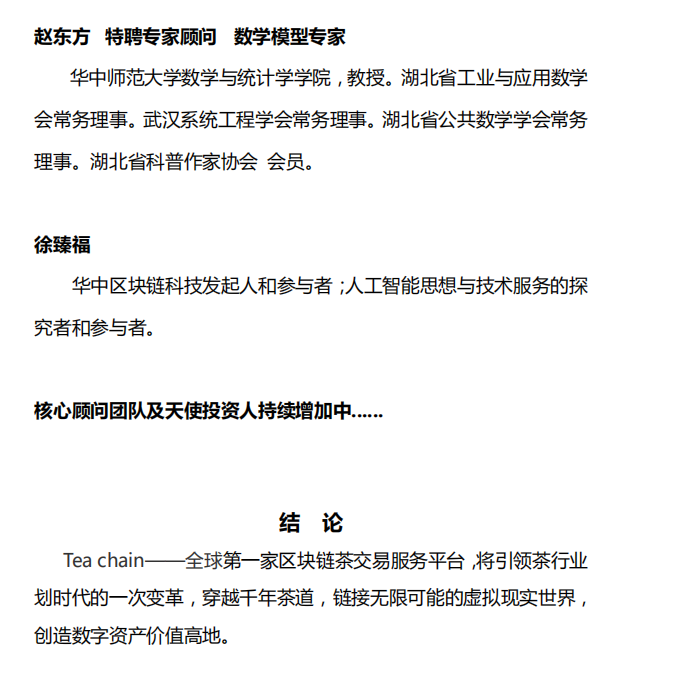 赵东方 特聘专家顾问 数学模型专家
华中师范大学数学与统计学学院，教授。湖北省工业与应用数学
会常务理事。武汉系统工程学会常务理事。湖北省公共数学学会常务
理事。湖北省科普作家协会 会员。
徐臻福
华中区块链科技发起人和参与者；人工智能思想与技术服务的探
究者和参与者。
核心顾问团队及天使投资人持续增加中......
结 论
Tea chain——全球第一家区块链茶交易服务平台，将引领茶行业
划时代的一次变革，穿越千年茶道，链接无限可能的虚拟现实世界，
创造数字资产价值高地。